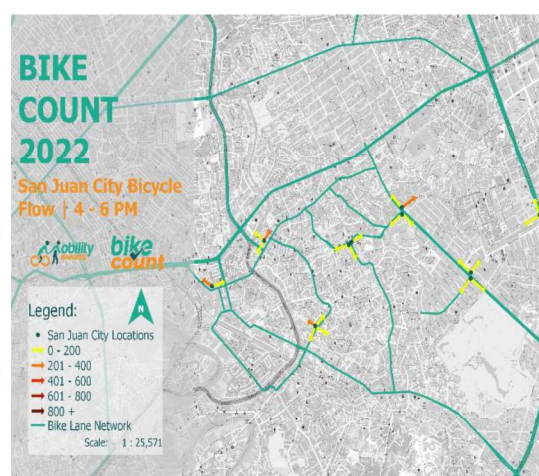 BIKE
COUNT
2022
San Juan City Bicycle
Flow | 4 - 6 PM
mobility
bike
count
Legend:
N
San Juan City Locations
0 - 200
201 - 400
401 - 600
601 - 800
800 +
Bike Lane Network
Scale: 1 : 25,571